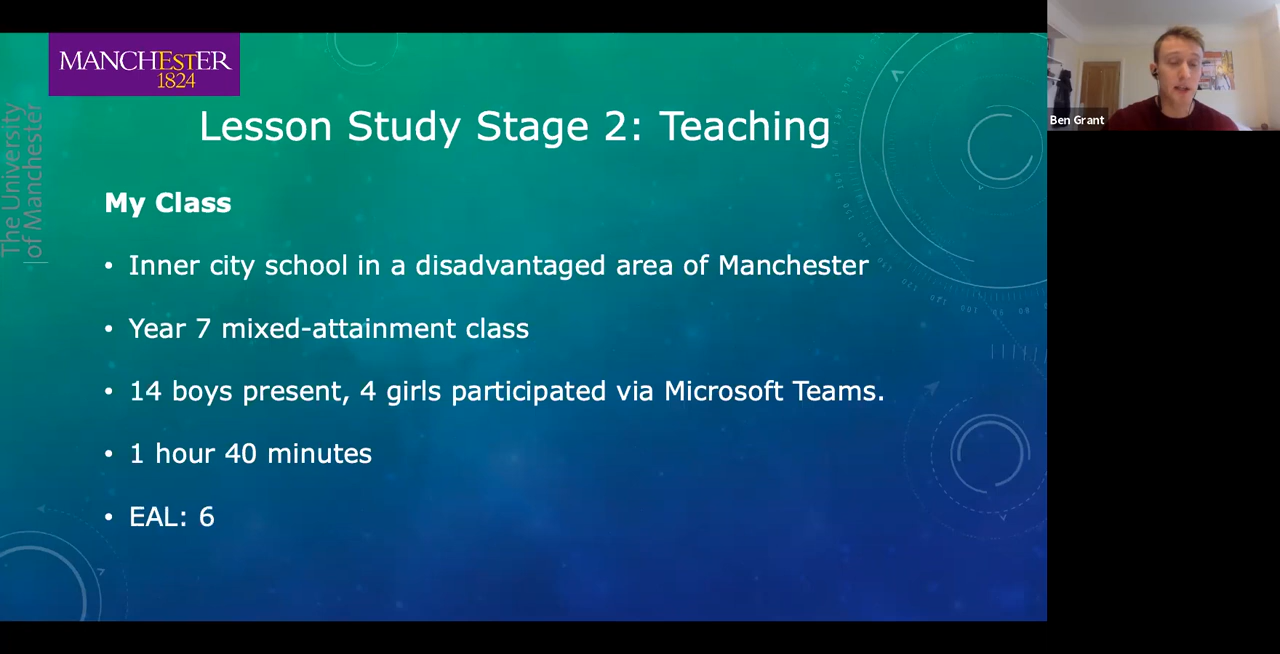 MANCHESTER
1824
The University
of Manchester
Lesson Study Stage 2: Teaching
My Class
• Inner city school in a disadvantaged area of Manchester
• Year 7 mixed-attainment class
• 14 boys present, 4 girls participated via Microsoft Teams.
• 1 hour 40 minutes
• EAL: 6
Ben Grant